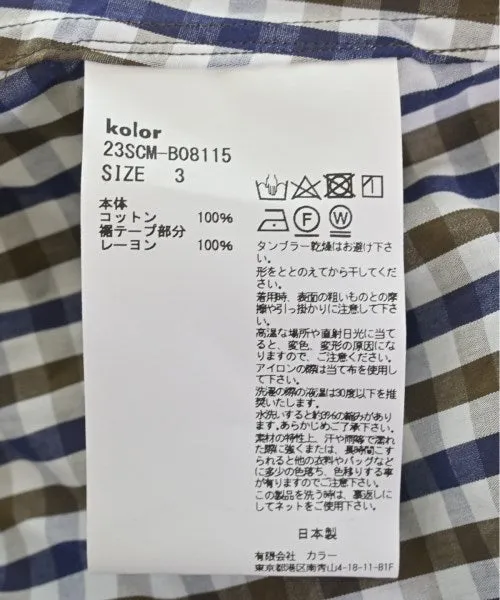 kolor
23SCM-B08115
SIZE 3
本体
コットン 100%
裾テープ部分
レーヨン 100%
F W
タンブラー乾燥はお避け下さい。
形をととのえてから干してください。
着用時、表面の粗いものとの摩
擦や引っ掛かりに注意して下さい。
高温な場所や直射日光に当て
ると、変色、変形の原因にな
りますので、ご注意ください。
アイロンの際は当て布を使用し
て下さい。
洗濯の際の液温は30度以下を推
奨いたします。
水洗いすると約3%の縮みがあり
ます。あらかじめご了承下さい。
素材の特性上、汗や雨等で濡れ
た際に強くまたは、長時間こす
られると他の衣料やバッグなど
に多少の色落ち、色移りする事
が有りますのでご注意下さい。
この製品を洗う時は、裏返しに
してネットをご使用下さい。
日本製
有限会社 カラー
東京都港区南青山4-18-11-B1F